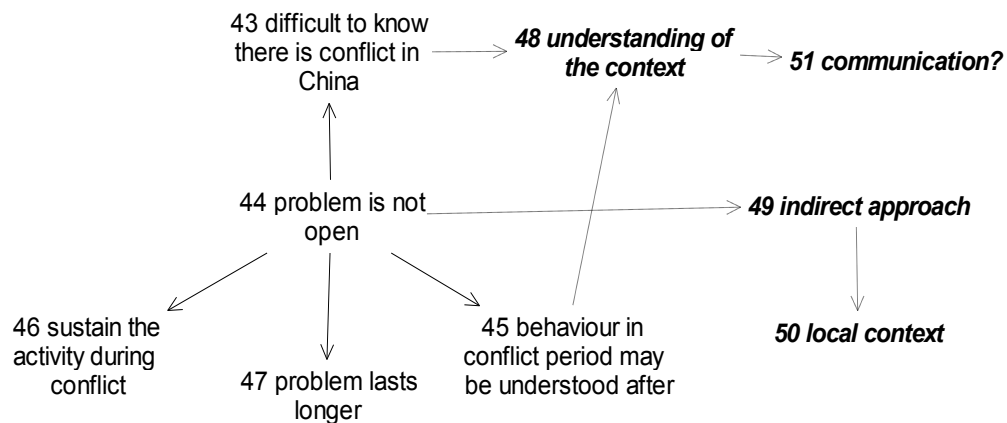 43 difficult to know
there is conflict in
China
48 understanding of
the context
51 communication?
44 problem is not
open
49 indirect approach
46 sustain the
activity during
conflict
47 problem lasts
longer
45 behaviour in
conflict period may
be understood after
50 local context